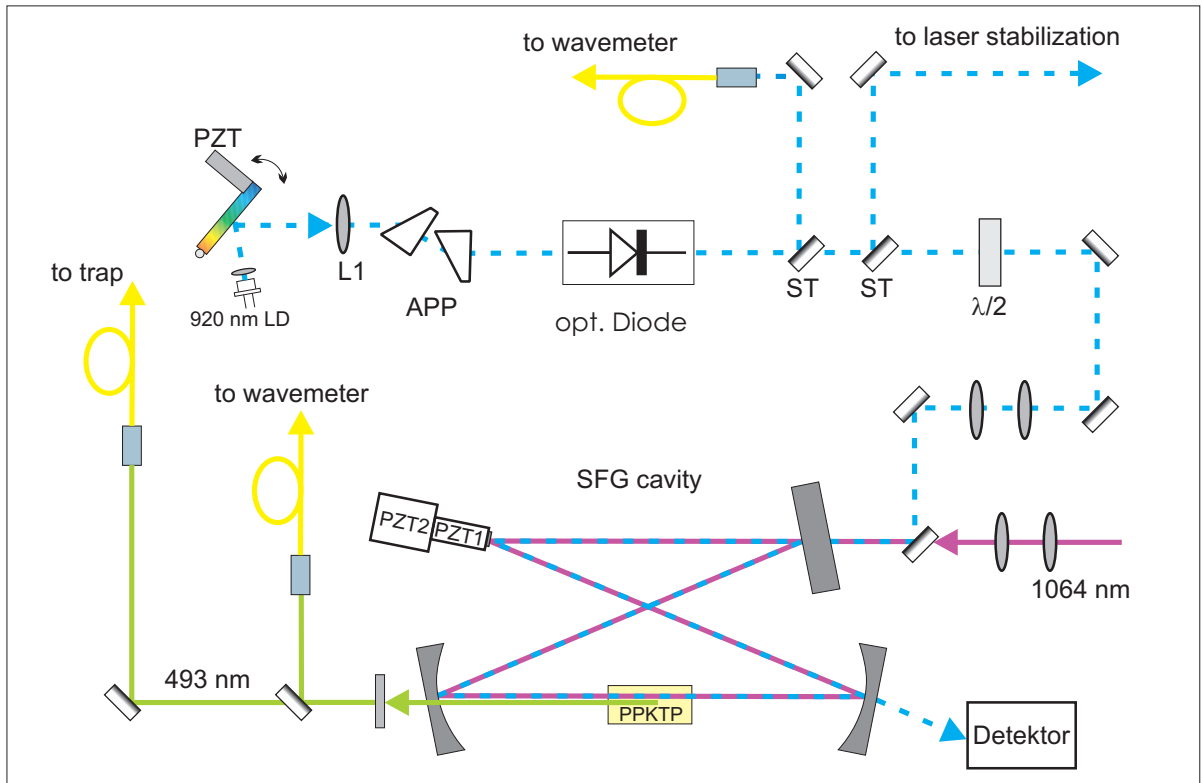 to wavemeter
to laser stabilization
PZT
L1
APP
opt. Diode
ST
ST
λ/2
920 nm LD
to trap
to wavemeter
SFG cavity
PZT2
PZT1
1064 nm
493 nm
PPKTP
Detektor